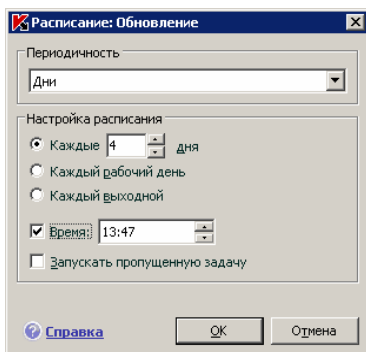 Расписание: Обновление
Периодичность
Дни
Настройка расписания
Каждые 4 дня
Каждый рабочий день
Каждый выходной
Время: 13:47
Запускать пропущенную задачу
Справка OK Отмена